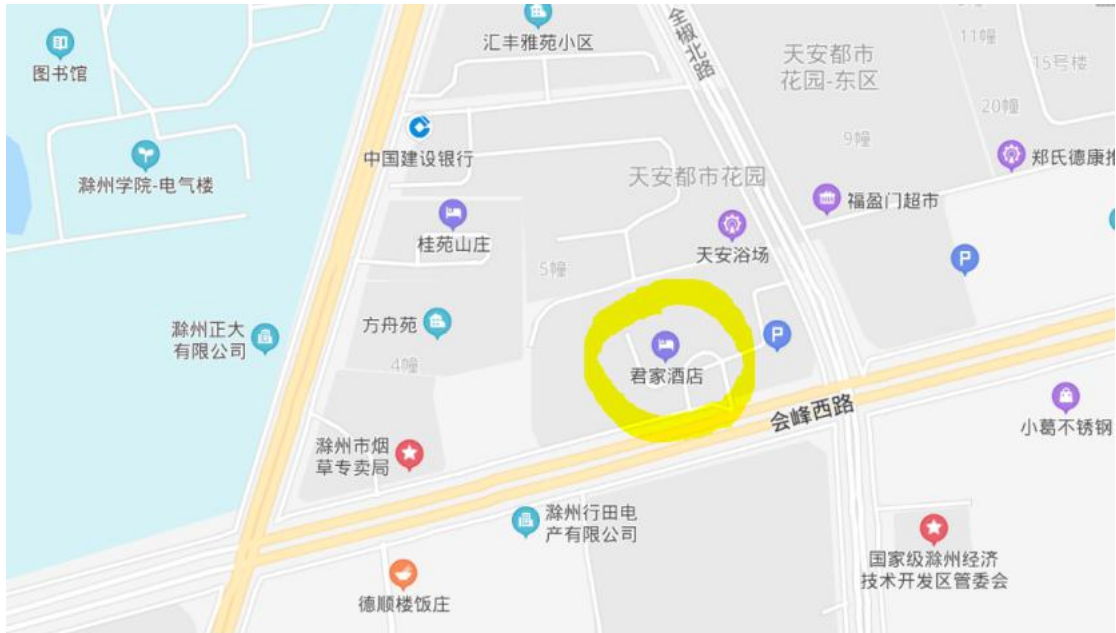 全椒北路
汇丰雅苑小区
天安都市
花园-东区
11幢
15号楼
图书馆
20幢
9幢
中国建设银行
郑氏德康推
滁州学院-电气楼
天安都市花园
福盈门超市
桂苑山庄
天安浴场
P
5幢
方舟苑
滁州正大
有限公司
P
4幢
君家酒店
会峰西路
小葛不锈钢
滁州市烟
草专卖局
滁州行田电
产有限公司
国家级滁州经济
技术开发区管委会
德顺楼饭庄